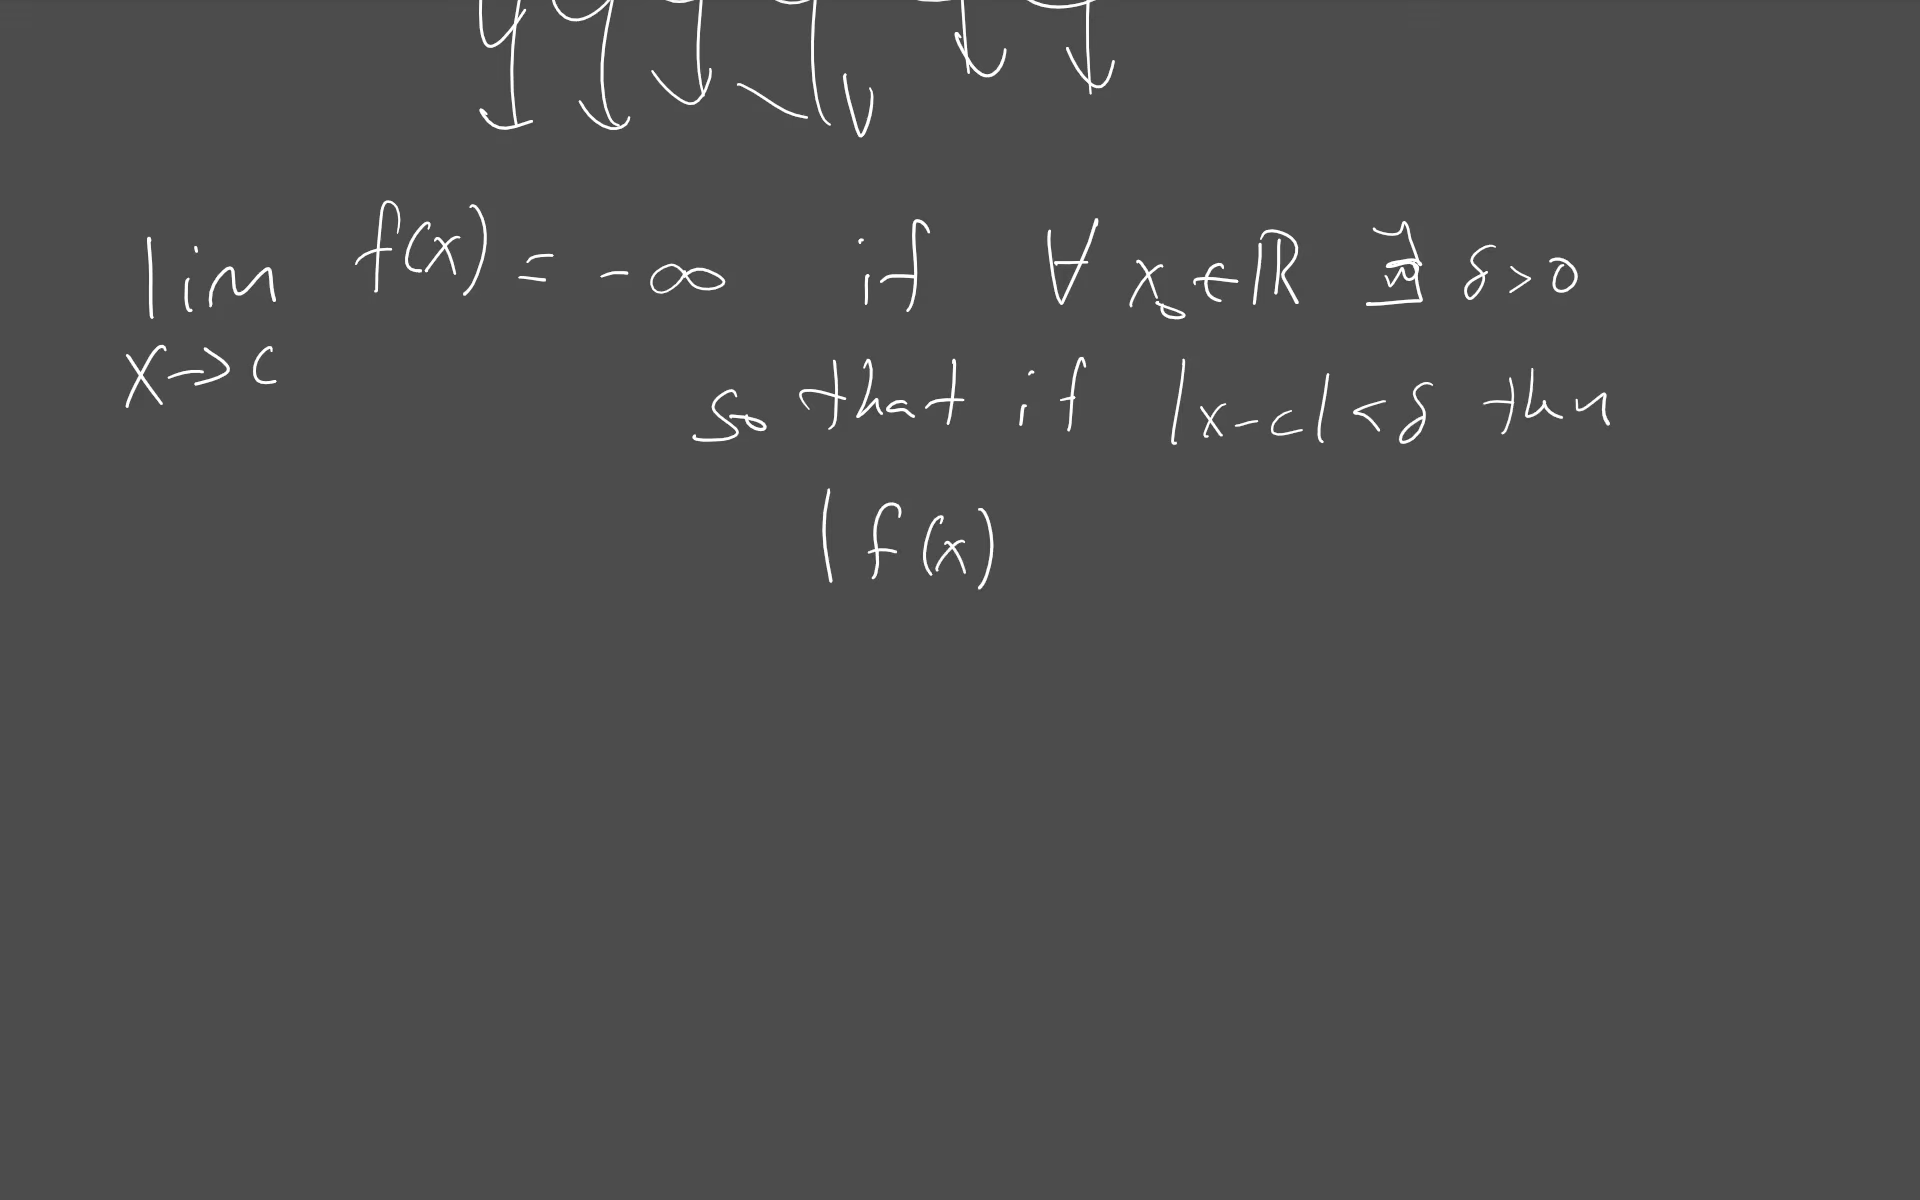 lim f(x) = -∞ if ∀ x₀ ∈ ℝ ∃ δ > 0
x → c
so that if |x - c| < δ then
|f(x)